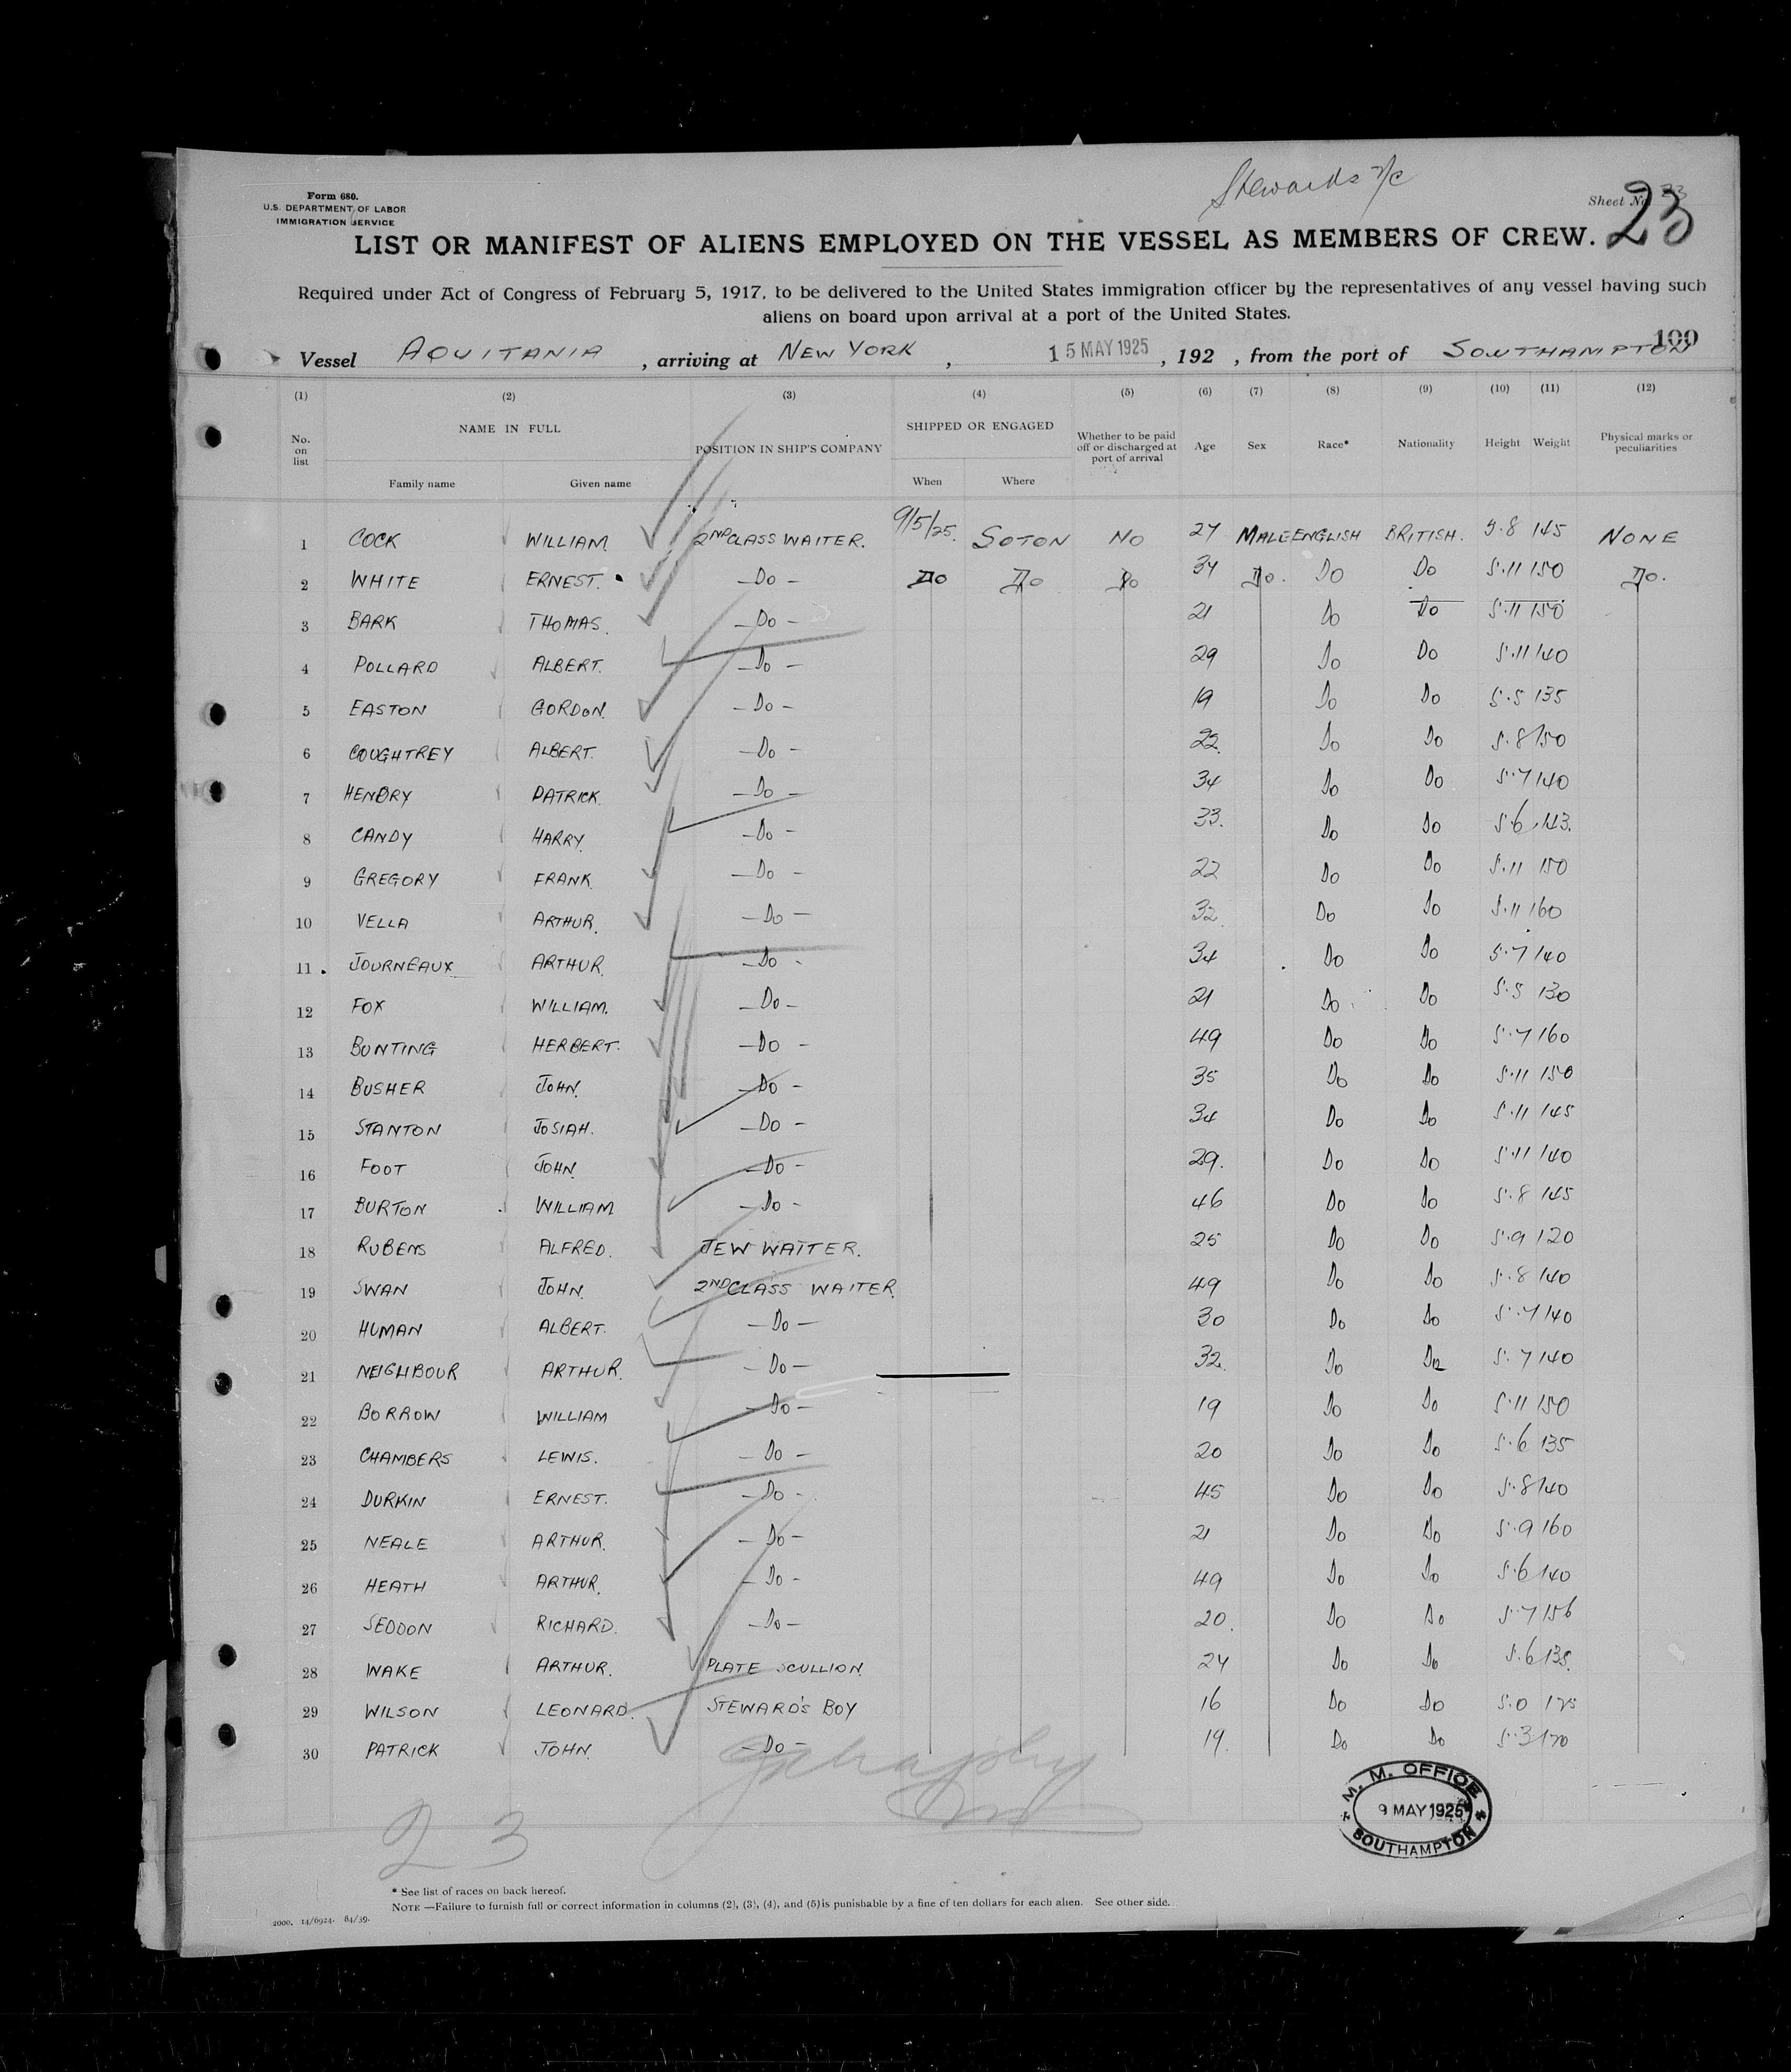 Form 680.
U.S. DEPARTMENT OF LABOR
IMMIGRATION SERVICE
Stewards
Sheet No. 23
23
LIST OR MANIFEST OF ALIENS EMPLOYED ON THE VESSEL AS MEMBERS OF CREW.
Required under Act of Congress of February 5, 1917, to be delivered to the United States immigration officer by the representatives of any vessel having such
aliens on board upon arrival at a port of the United States.
100
Vessel AQUITANIA, arriving at NEW YORK, 15 MAY 1925, 192 , from the port of SOUTHAMPTON
(1) (2) (3) (4) (5) (6) (7) (8) (9) (10) (11) (12)
No. on list NAME IN FULL POSITION IN SHIP'S COMPANY SHIPPED OR ENGAGED Whether to be paid off or discharged at port of arrival Age Sex Race* Nationality Height Weight Physical marks or peculiarities
Family name Given name When Where
1 COCK WILLIAM. 2ND CLASS WAITER. 9/5/25. SOTON NO 27 MALE ENGLISH BRITISH. 5.8 145 NONE
2 WHITE ERNEST. - Do - Do Do Do 34 Do. Do Do 5.11 150 Do.
3 BARK THOMAS. - Do - 21 Do Do 5.11 150
4 POLLARD ALBERT. - Do - 29 Do Do 5.11 140
5 EASTON GORDON. - Do - 19 Do Do 5.5 135
6 COUGHTREY ALBERT. - Do - 22. Do Do 5.8 150
7 HENDRY PATRICK. - Do - 34 Do Do 5.7 140
8 CANDY HARRY. - Do - 33. Do Do 5.6 143.
9 GREGORY FRANK. - Do - 22 Do Do 5.11 150
10 VELLA ARTHUR. - Do - 32. Do Do 5.11 160
11. JOURNEAUX ARTHUR. - Do - 34 Do Do 5.7 140
12 FOX WILLIAM. - Do - 21 Do Do 5.5 130
13 BUNTING HERBERT. - Do - 49 Do Do 5.7 160
14 BUSHER JOHN. - Do - 35 Do Do 5.11 150
15 STANTON JOSIAH. - Do - 34 Do Do 5.11 145
16 FOOT JOHN. - Do - 29. Do Do 5.11 140
17 BURTON WILLIAM - Do - 46 Do Do 5.8 145
18 RUBENS ALFRED. JEW WAITER. 25 Do Do 5.9 120
19 SWAN JOHN. 2ND CLASS WAITER. 49 Do Do 5.8 140
20 HUMAN ALBERT. - Do - 30 Do Do 5.7 140
21 NEIGHBOUR ARTHUR. - Do - 32. Do Do 5.7 140
22 BORROW WILLIAM - Do - 19 Do Do 5.11 150
23 CHAMBERS LEWIS. - Do - 20 Do Do 5.6 135
24 DURKIN ERNEST. - Do - 45 Do Do 5.8 140
25 NEALE ARTHUR. - Do - 21 Do Do 5.9 160
26 HEATH ARTHUR. - Do - 49 Do Do 5.6 140
27 SEDDON RICHARD. - Do - 20. Do Do 5.7 156
28 WAKE ARTHUR. PLATE SCULLION. 24 Do Do 5.6 135.
29 WILSON LEONARD. STEWARD'S BOY 16 Do Do 5.0 125
30 PATRICK JOHN. - Do - 19. Do Do 5.3 120
M. M. OFFICE
9 MAY 1925
SOUTHAMPTON
23
* See list of races on back hereof.
NOTE —Failure to furnish full or correct information in columns (2), (3), (4), and (5) is punishable by a fine of ten dollars for each alien. See other side.
2000. 14/6924. 84/39.